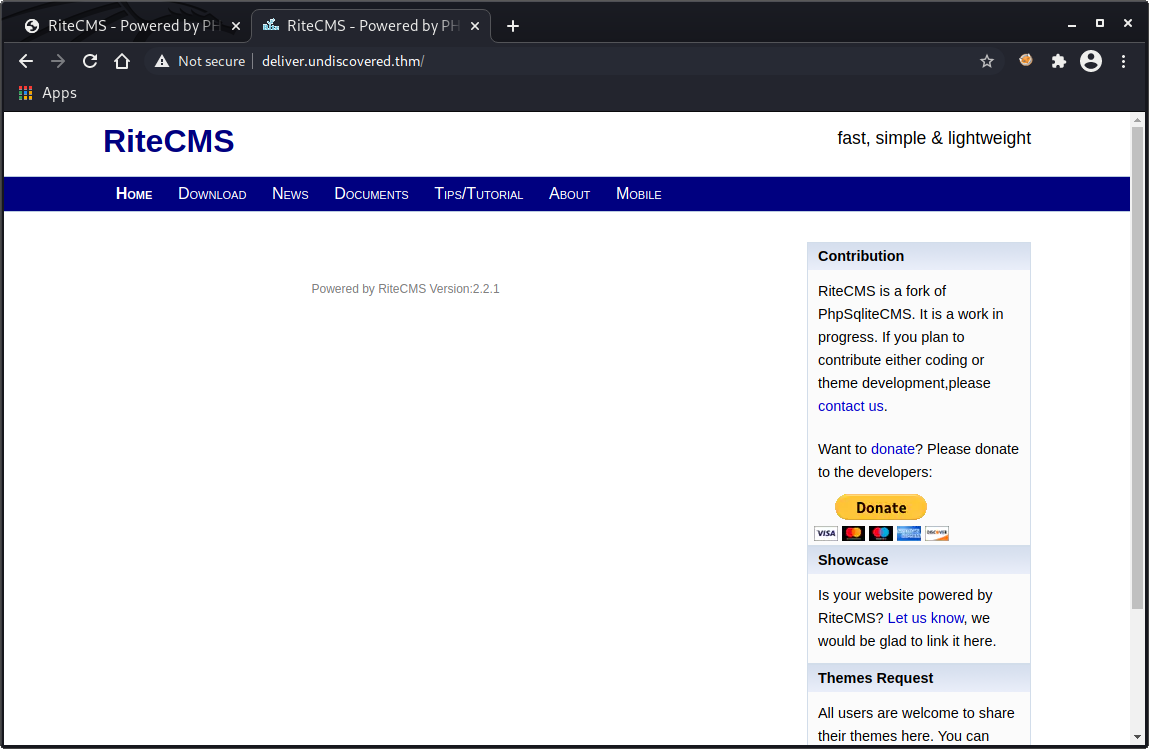 RiteCMS - Powered by PH
RiteCMS - Powered by PH
Not secure
deliver.undiscovered.thm/
Apps
RiteCMS
fast, simple & lightweight
Home Download News Documents Tips/Tutorial About Mobile
Powered by RiteCMS Version:2.2.1
Contribution
RiteCMS is a fork of
PhpSqliteCMS. It is a work in
progress. If you plan to
contribute either coding or
theme development,please
contact us.
Want to donate? Please donate
to the developers:
Donate
VISA
DISCOVER
Showcase
Is your website powered by
RiteCMS? Let us know, we
would be glad to link it here.
Themes Request
All users are welcome to share
their themes here. You can